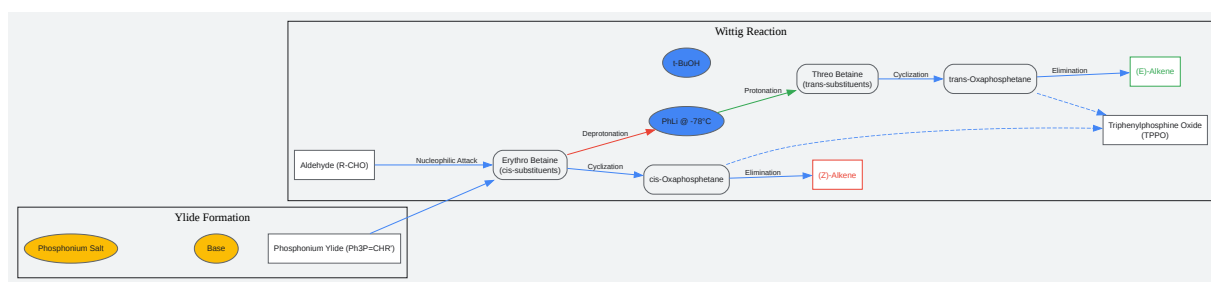 Wittig Reaction
t-BuOH
Threo Betaine
(trans-substituents)
Cyclization
trans-Oxaphosphetane
Elimination
(E)-Alkene
Protonation
PhLi @ -78°C
Deprotonation
Triphenylphosphine Oxide
(TPPO)
Aldehyde (R-CHO)
Nucleophilic Attack
Erythro Betaine
(cis-substituents)
Cyclization
cis-Oxaphosphetane
Elimination
(Z)-Alkene
Ylide Formation
Phosphonium Salt
Base
Phosphonium Ylide (Ph3P=CHR')